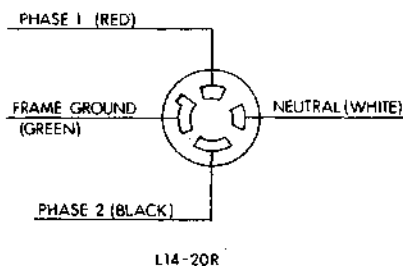 PHASE 1 (RED)
FRAME GROUND
(GREEN)
NEUTRAL (WHITE)
PHASE 2 (BLACK)
L14-20R